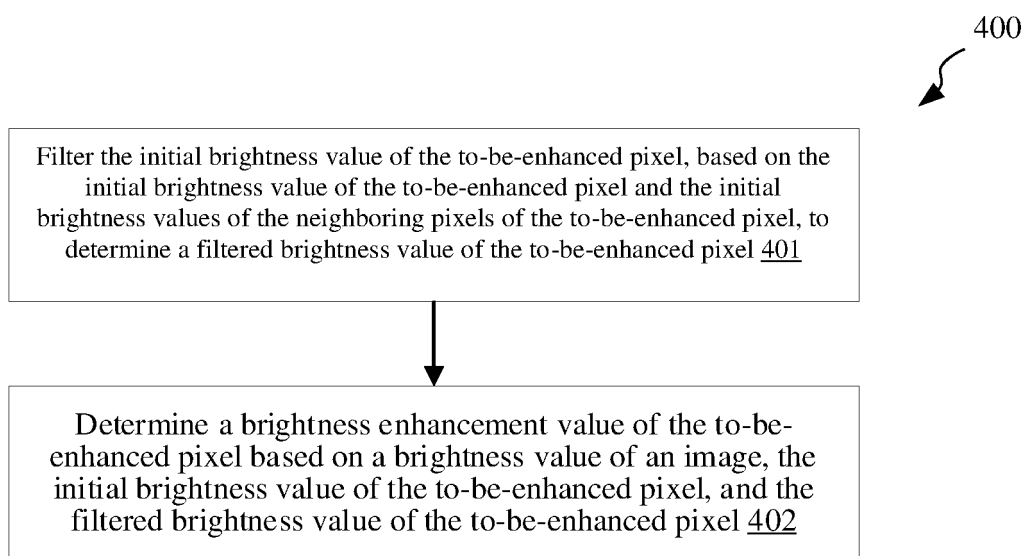 400
Filter the initial brightness value of the to-be-enhanced pixel, based on the
initial brightness value of the to-be-enhanced pixel and the initial
brightness values of the neighboring pixels of the to-be-enhanced pixel, to
determine a filtered brightness value of the to-be-enhanced pixel 401
Determine a brightness enhancement value of the to-be-
enhanced pixel based on a brightness value of an image, the
initial brightness value of the to-be-enhanced pixel, and the
filtered brightness value of the to-be-enhanced pixel 402